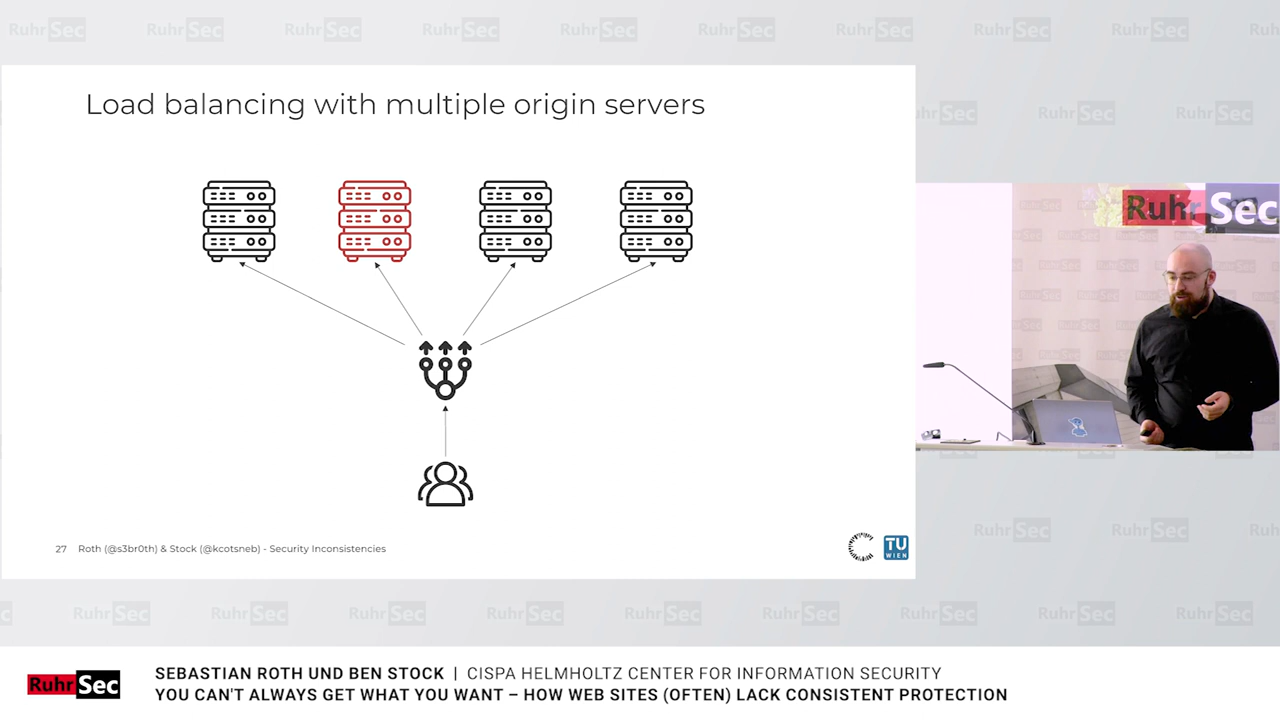 Load balancing with multiple origin servers
27 Roth (@s3br0th) & Stock (@kcotsneb) - Security Inconsistencies
TU
WIEN
RuhrSec
RuhrSec
SEBASTIAN ROTH UND BEN STOCK | CISPA HELMHOLTZ CENTER FOR INFORMATION SECURITY
YOU CAN'T ALWAYS GET WHAT YOU WANT – HOW WEB SITES (OFTEN) LACK CONSISTENT PROTECTION